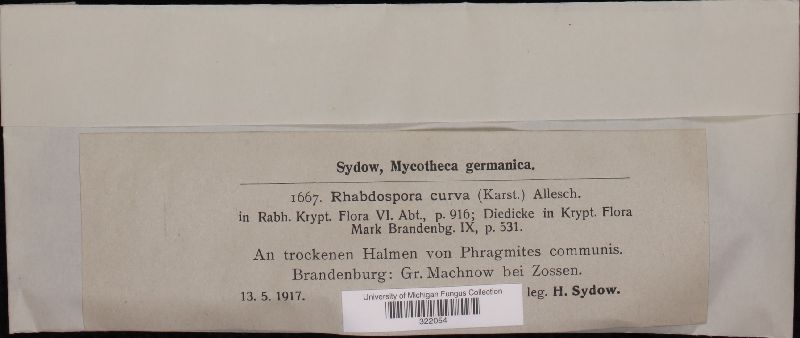 Sydow, Mycotheca germanica.
1667. Rhabdospora curva (Karst.) Allesch.
in Rabh. Krypt. Flora VI. Abt., p. 916; Diedicke in Krypt. Flora
Mark Brandenbg. IX, p. 531.
An trockenen Halmen von Phragmites communis.
Brandenburg: Gr. Machnow bei Zossen.
13. 5. 1917. leg. H. Sydow.
University of Michigan Fungus Collection
322054